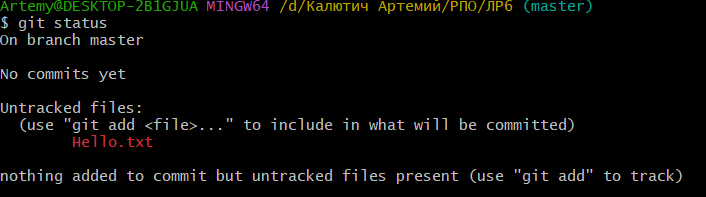 Artemy@DESKTOP-2B1GJUA MINGW64 /d/Калютич Артемий/РПО/ЛР6 (master)
$ git status
On branch master
No commits yet
Untracked files:
(use "git add <file>..." to include in what will be committed)
Hello.txt
nothing added to commit but untracked files present (use "git add" to track)